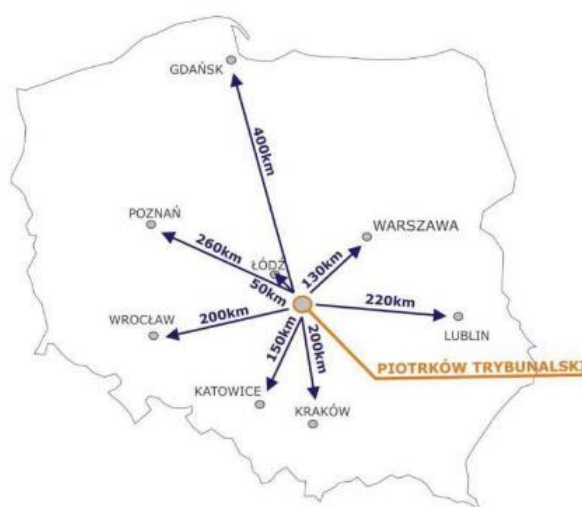 GDAŃSK
400km
POZNAŃ
260km
WARSZAWA
ŁÓDŹ
130km
50km
200km
220km
WROCŁAW
LUBLIN
150km
200km
PIOTRKÓW TRYBUNALSKI
KATOWICE
KRAKÓW